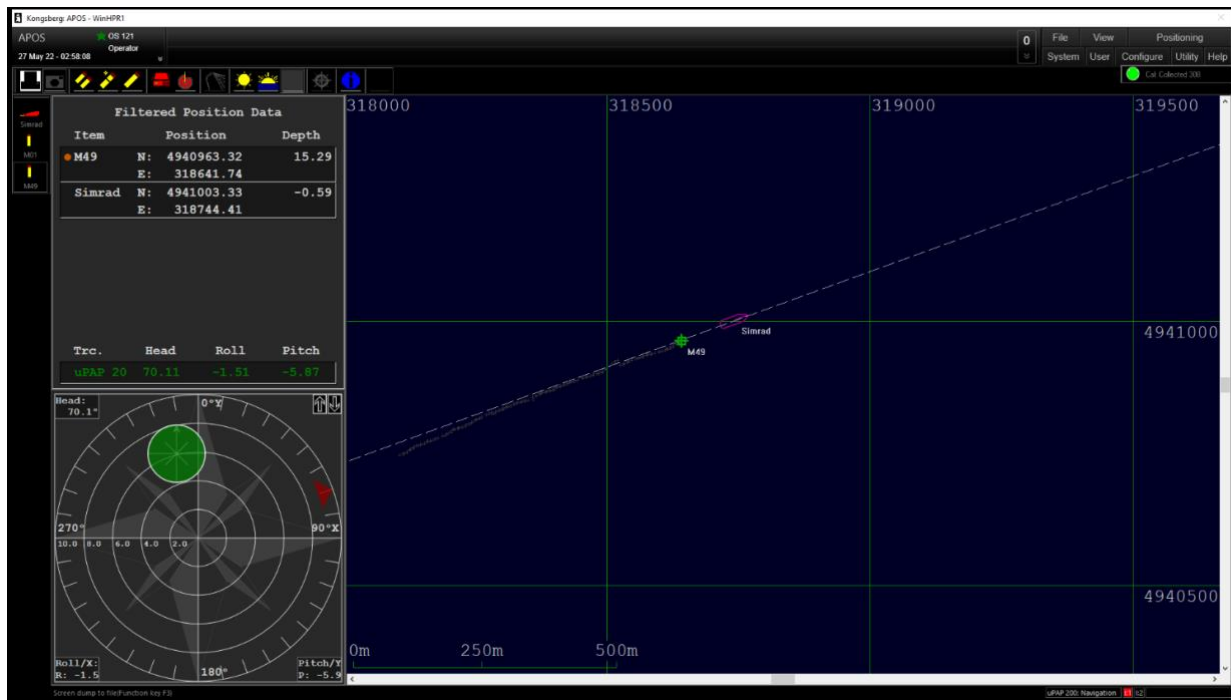 Kongsberg: APOS - WinHPR1
APOS
OS 121
Operator
27 May 22 - 02:58:08
0
File View Positioning
System User Configure Utility Help
Cal: Collected 308
Simrad
M01
M49
Filtered Position Data
Item Position Depth
M49 N: 4940963.32 15.29
E: 318641.74
Simrad N: 4941003.33 -0.59
E: 318744.41
Trc. Head Roll Pitch
uPAP 20 70.11 -1.51 -5.87
Head:
70.1°
0°Y
270°
90°X
10.0 8.0 6.0 4.0 2.0
180°
Roll/X:
R: -1.5
Pitch/Y
P: -5.9
318000 318500 319000 319500
Simrad
M49
4941000
4940500
0m 250m 500m
Screen dump to file(Function key F3)
uPAP 200: Navigation E1 s2